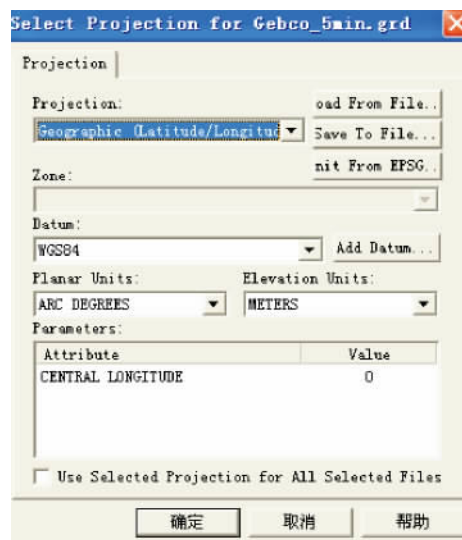 Select Projection for Gebco_5min.grd
Projection
Projection:
oad From File..
Geographic (Latitude/Longitud
Save To File...
nit From EPSG..
Zone:
Datum:
WGS84
Add Datum...
Planar Units:
Elevation Units:
ARC DEGREES
METERS
Parameters:
Attribute
Value
CENTRAL LONGITUDE
0
Use Selected Projection for All Selected Files
确定
取消
帮助